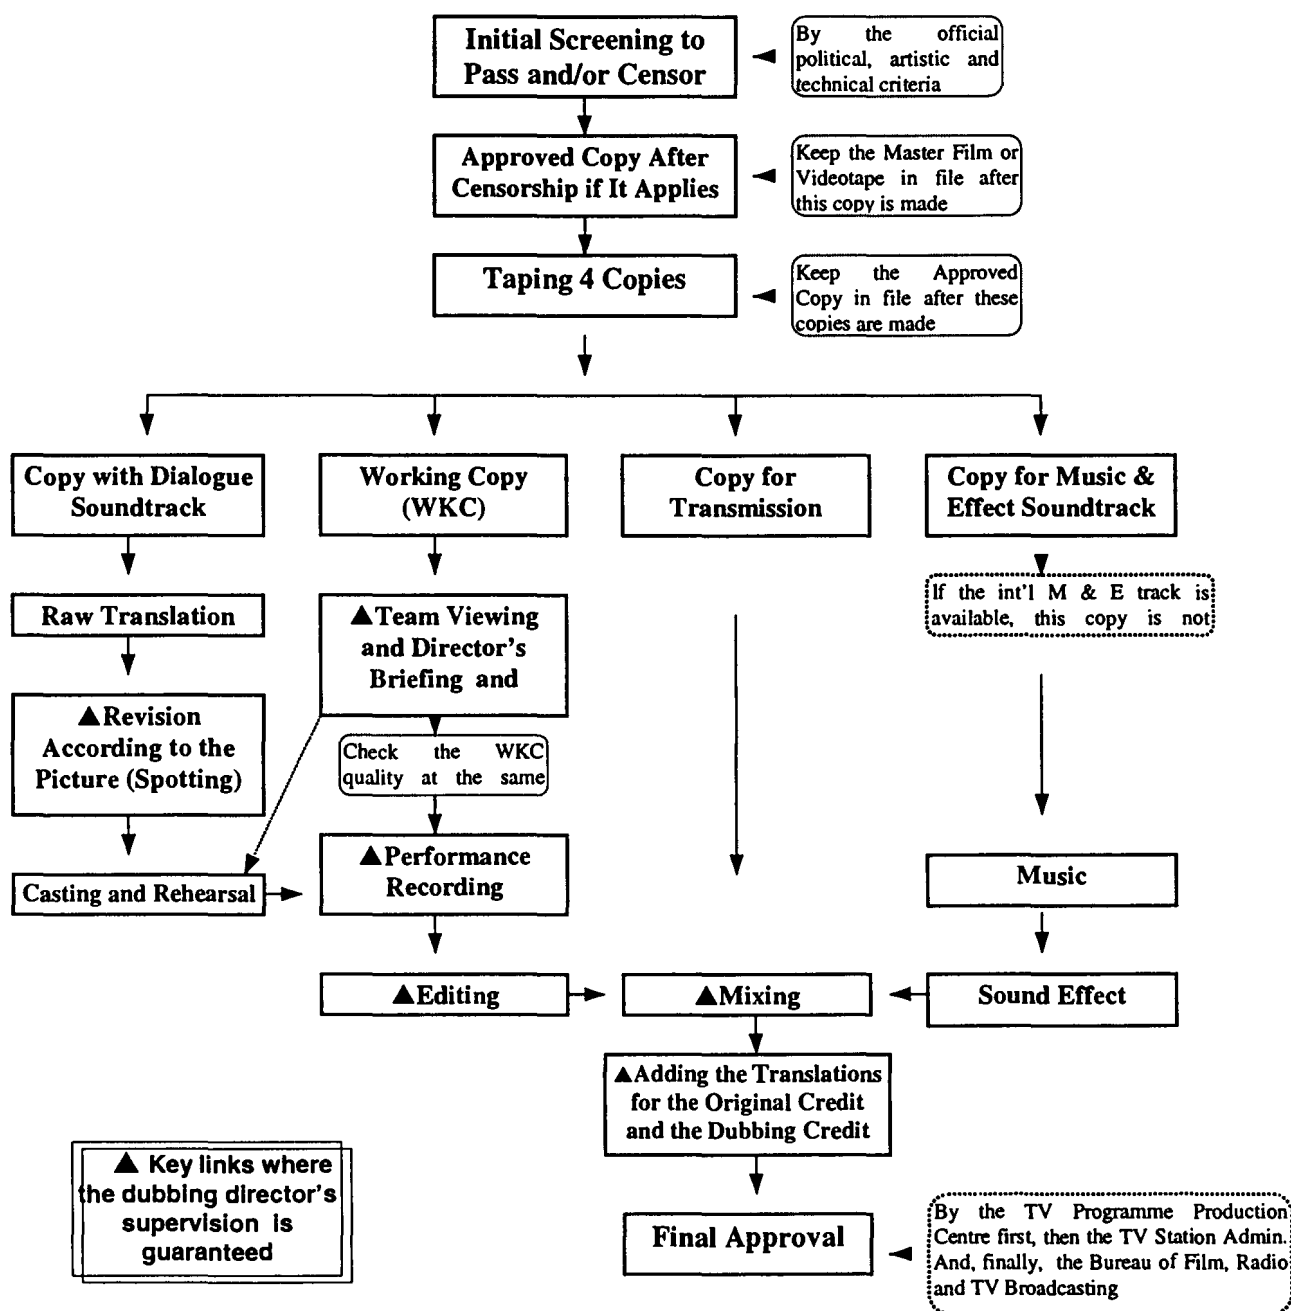 Initial Screening to
Pass and/or Censor
By the official
political, artistic and
technical criteria
Approved Copy After
Censorship if It Applies
Keep the Master Film or
Videotape in file after
this copy is made
Taping 4 Copies
Keep the Approved
Copy in file after these
copies are made
Copy with Dialogue
Soundtrack
Working Copy
(WKC)
Copy for
Transmission
Copy for Music &
Effect Soundtrack
Raw Translation
▲Team Viewing
and Director's
Briefing and
If the int'l M & E track is
available, this copy is not
▲Revision
According to the
Picture (Spotting)
Check the WKC
quality at the same
Casting and Rehearsal
▲Performance
Recording
Music
▲Editing
▲Mixing
Sound Effect
▲Adding the Translations
for the Original Credit
and the Dubbing Credit
▲ Key links where
the dubbing director's
supervision is
guaranteed
Final Approval
By the TV Programme Production
Centre first, then the TV Station Admin.
And, finally, the Bureau of Film, Radio
and TV Broadcasting